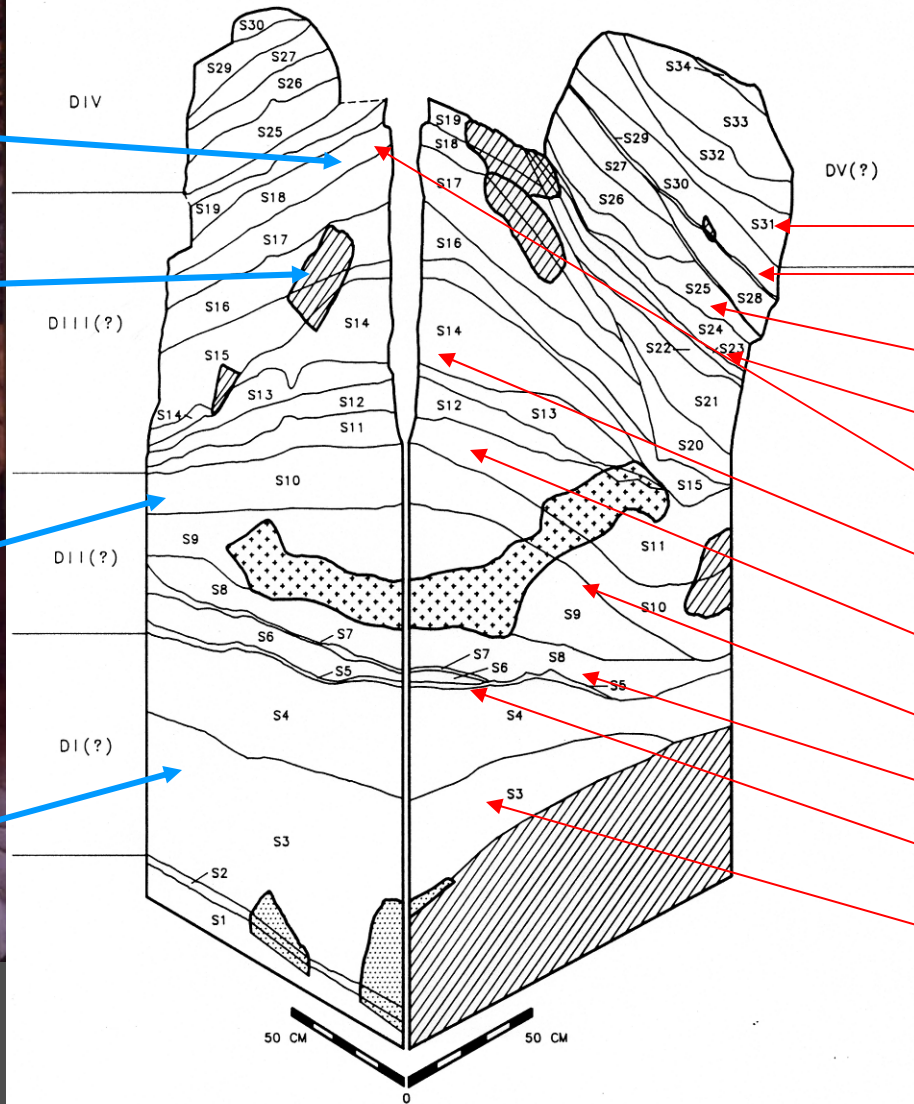 S30
S27
S29
S26
DIV
S25
S18
S19
S17
S16
DIII(?)
S14
S15
S13
S14
S12
S11
S10
DII(?)
S9
S8
S7
S6
S5
S4
DI(?)
S3
S2
S1
S34
S33
S19
S29
S18
S32
S27
DV(?)
S17
S30
S26
S31
S16
S25
S28
S24
S14
S22
S23
S21
S12
S13
S20
S15
S11
S10
S9
S7
S8
S6
S5
S4
S3
50 CM
50 CM
0